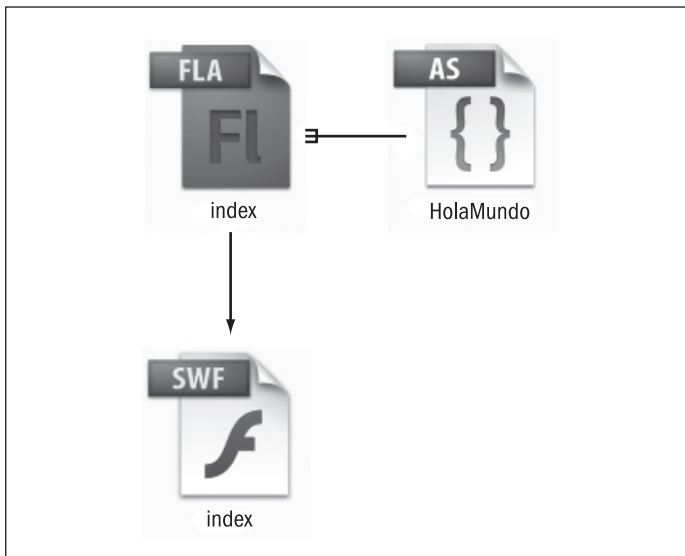 FLA
Fl
index
AS
{}
HolaMundo
SWF
index